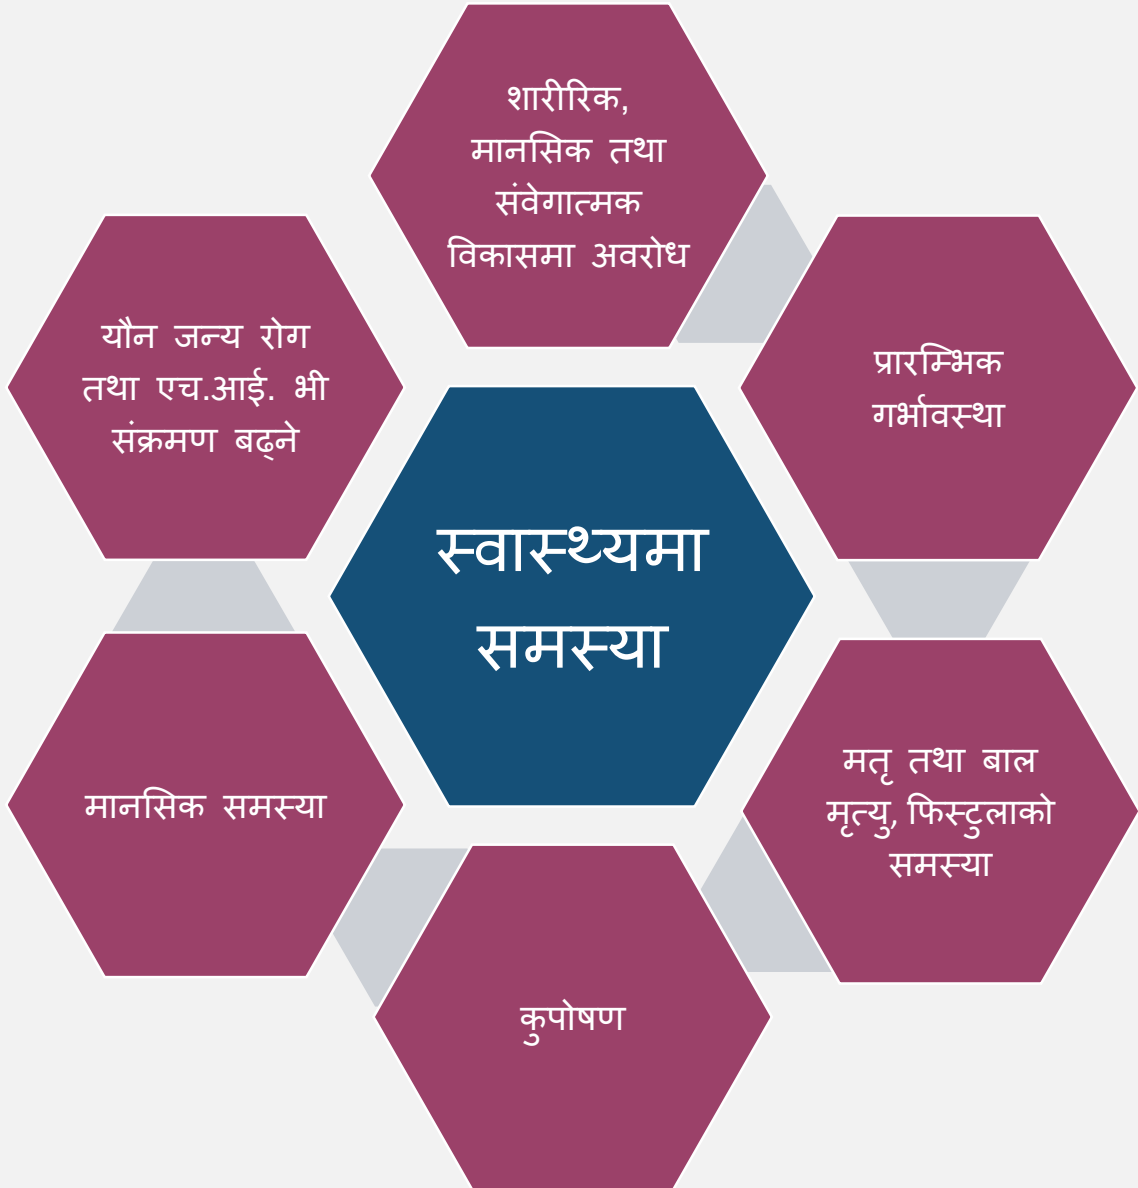 शारीरिक,
मानसिक तथा
संवेगात्मक
विकासमा अवरोध
प्रारम्भिक
गर्भावस्था
मतृ तथा बाल
मृत्यु, फिस्टुलाको
समस्या
कुपोषण
मानसिक समस्या
यौन जन्य रोग
तथा एच.आई. भी
संक्रमण बढ्ने
स्वास्थ्यमा
समस्या